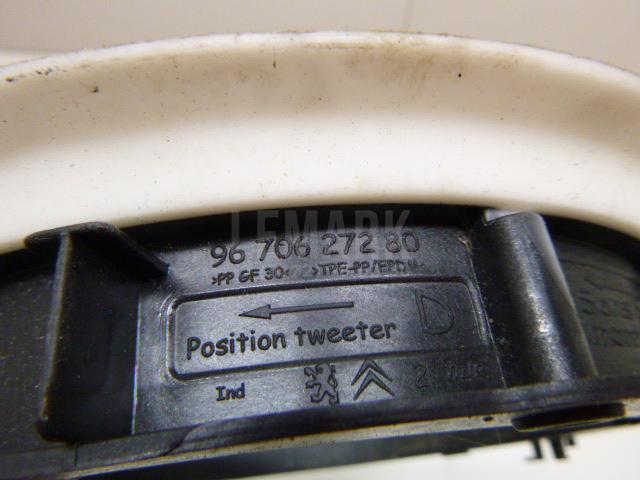 LEMARK
96 706 272 80
>PP GF 30< >TPE-PP/EPDM<
Position tweeter D
Ind